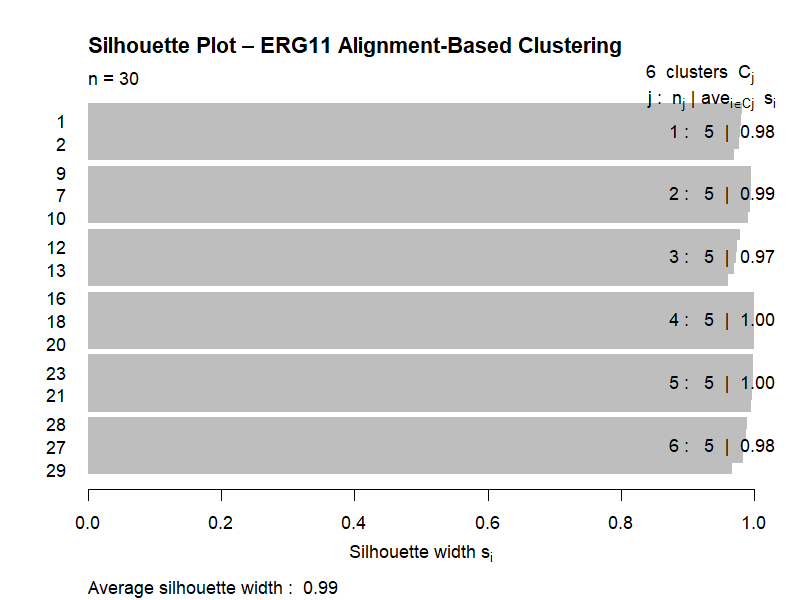 Silhouette Plot – ERG11 Alignment-Based Clustering
n = 30
6 clusters Cj
j : nj | avei∈Cj si
1
2
1 : 5 | 0.98
9
7
10
2 : 5 | 0.99
12
13
3 : 5 | 0.97
16
18
20
4 : 5 | 1.00
23
21
5 : 5 | 1.00
28
27
29
6 : 5 | 0.98
0.0 0.2 0.4 0.6 0.8 1.0
Silhouette width si
Average silhouette width : 0.99